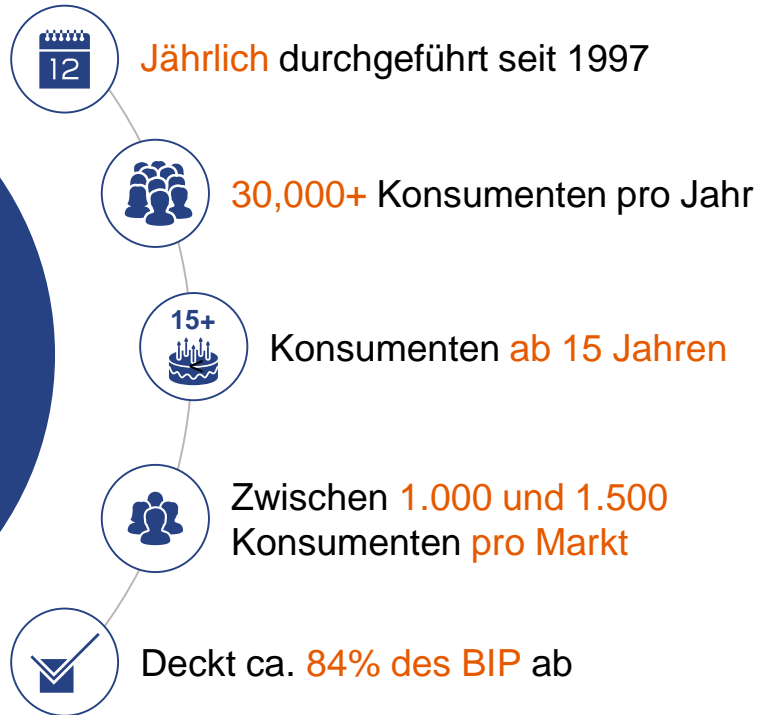 12
Jährlich durchgeführt seit 1997
30,000+ Konsumenten pro Jahr
15+
<
Konsumenten ab 15 Jahren
Zwischen 1.000 und 1.500
Konsumenten pro Markt
Deckt ca. 84% des BIP ab